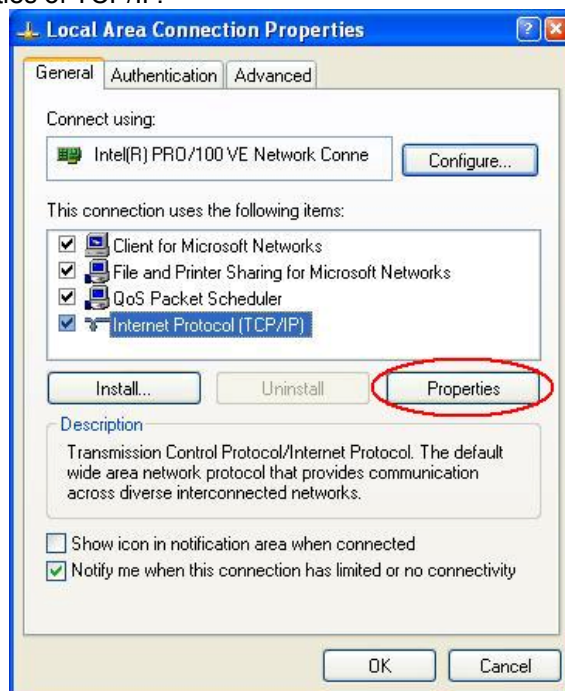 Local Area Connection Properties
General Authentication Advanced
Connect using:
Intel(R) PRO/100 VE Network Conne
Configure...
This connection uses the following items:
Client for Microsoft Networks
File and Printer Sharing for Microsoft Networks
QoS Packet Scheduler
Internet Protocol (TCP/IP)
Install... Uninstall Properties
Description
Transmission Control Protocol/Internet Protocol. The default
wide area network protocol that provides communication
across diverse interconnected networks.
Show icon in notification area when connected
Notify me when this connection has limited or no connectivity
OK Cancel